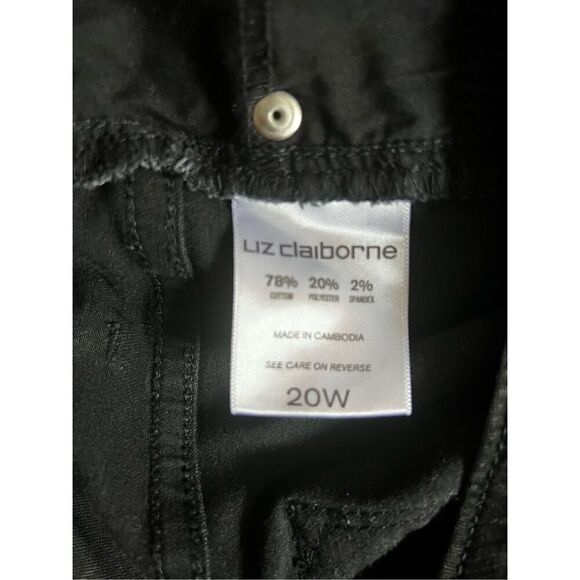 Liz claiborne
78% 20% 2%
COTTON POLYESTER SPANDEX
MADE IN CAMBODIA
SEE CARE ON REVERSE
20W